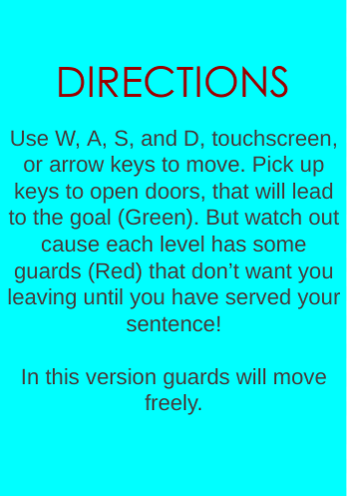 DIRECTIONS
Use W, A, S, and D, touchscreen,
or arrow keys to move. Pick up
keys to open doors, that will lead
to the goal (Green). But watch out
cause each level has some
guards (Red) that don’t want you
leaving until you have served your
sentence!
In this version guards will move
freely.